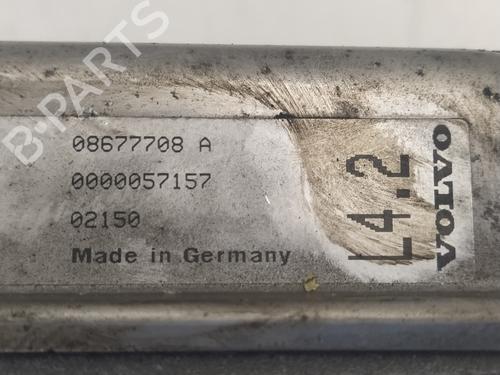 08677708 A
0000057157
02150
Made in Germany
L4.2
VOLVO
B-PARTS